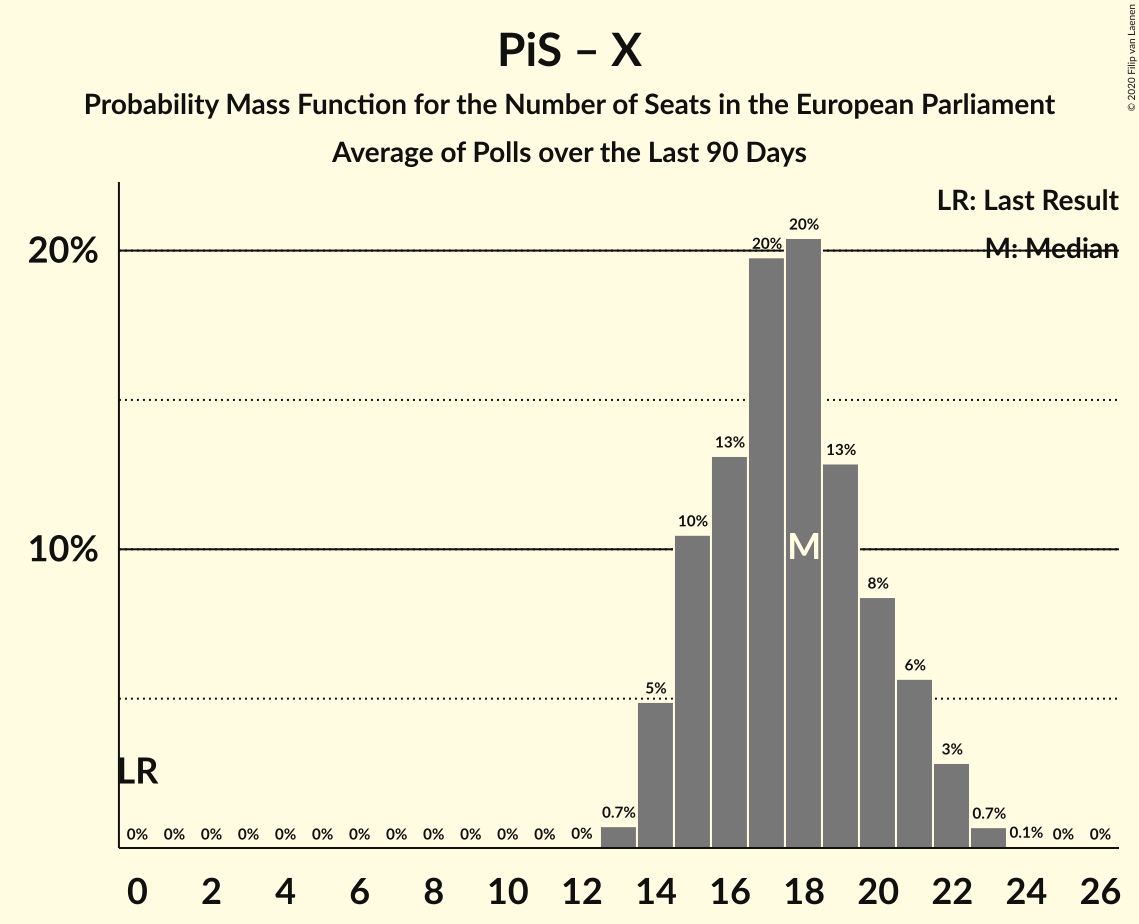 PiS – X
Probability Mass Function for the Number of Seats in the European Parliament
Average of Polls over the Last 90 Days
© 2020 Filip van Laenen
LR: Last Result
M: Median
20%
10%
20%
20%
13%
13%
10%
M
8%
6%
5%
3%
LR
0% 0% 0% 0% 0% 0% 0% 0% 0% 0% 0% 0% 0% 0.7% 0.7% 0.1% 0% 0%
0 2 4 6 8 10 12 14 16 18 20 22 24 26